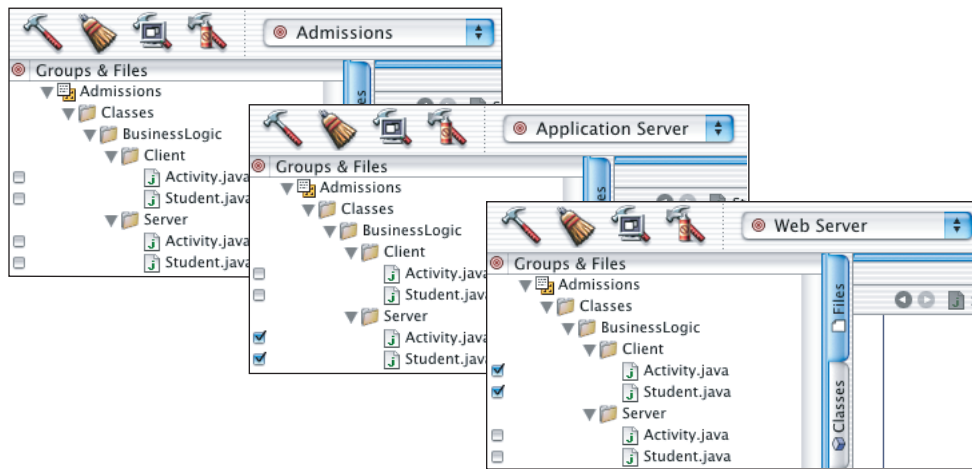 Admissions
Groups & Files
Admissions
Classes
BusinessLogic
Client
Activity.java
Student.java
Server
Activity.java
Student.java
Application Server
Groups & Files
Admissions
Classes
BusinessLogic
Client
Activity.java
Student.java
Server
Activity.java
Student.java
Web Server
Groups & Files
Admissions
Classes
BusinessLogic
Client
Activity.java
Student.java
Server
Activity.java
Student.java
Files
Classes